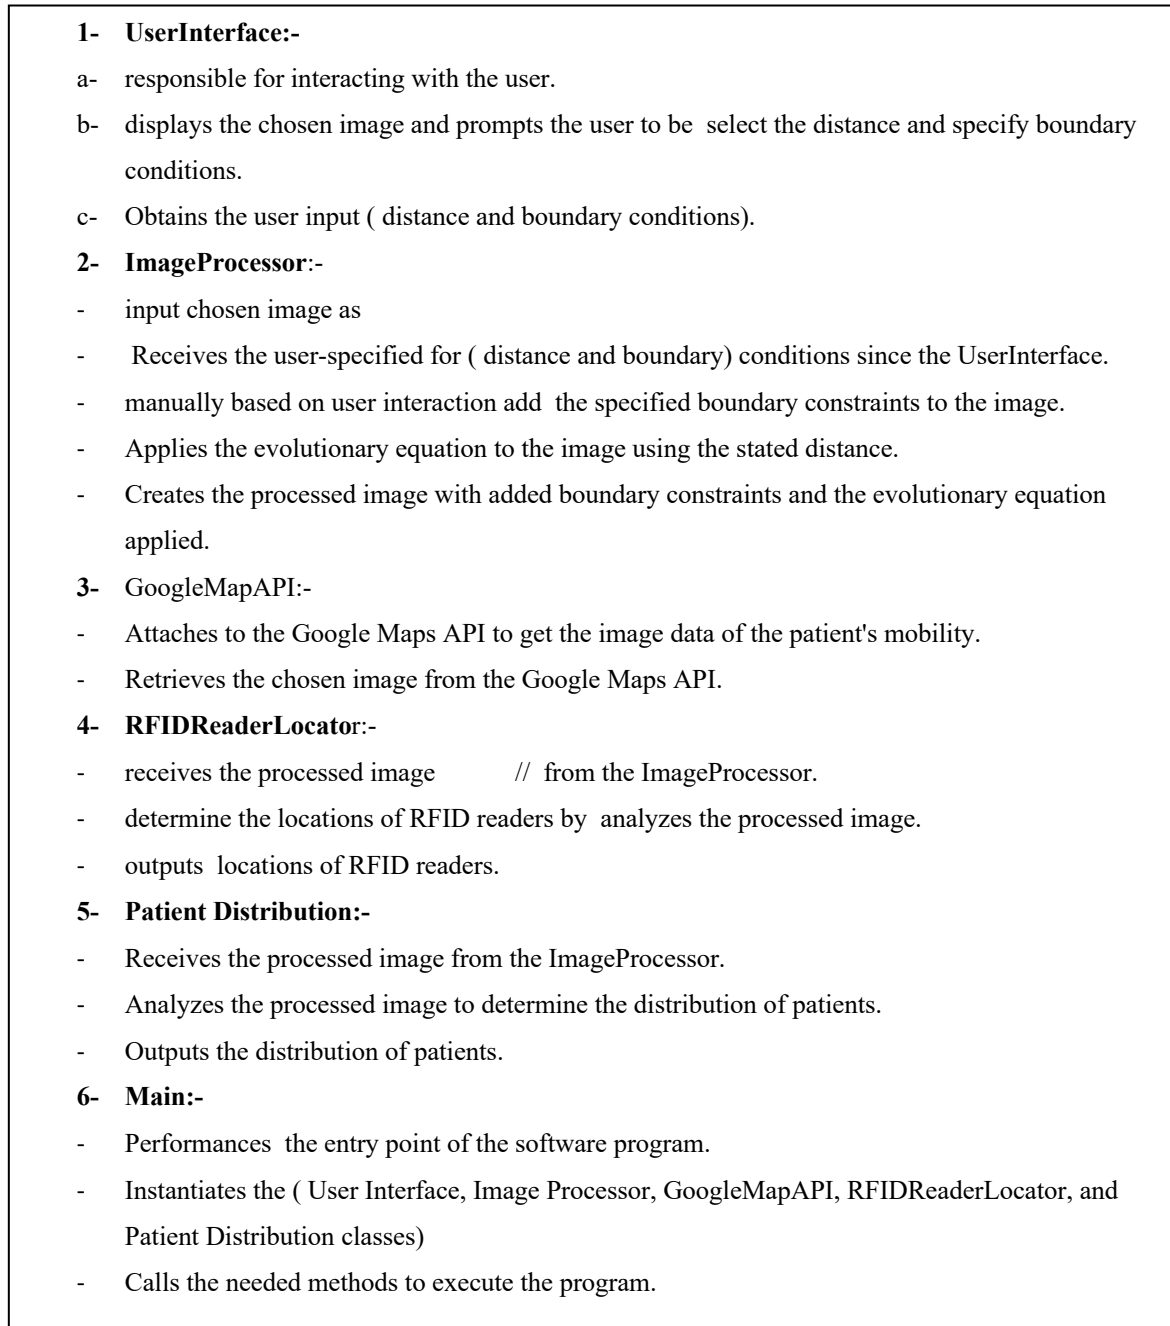 1- UserInterface:-
a- responsible for interacting with the user.
b- displays the chosen image and prompts the user to be  select the distance and specify boundary
conditions.
c- Obtains the user input ( distance and boundary conditions).
2- ImageProcessor:-
- input chosen image as
- Receives the user-specified for ( distance and boundary) conditions since the UserInterface.
- manually based on user interaction add  the specified boundary constraints to the image.
- Applies the evolutionary equation to the image using the stated distance.
- Creates the processed image with added boundary constraints and the evolutionary equation
applied.
3- GoogleMapAPI:-
- Attaches to the Google Maps API to get the image data of the patient's mobility.
- Retrieves the chosen image from the Google Maps API.
4- RFIDReaderLocator:-
- receives the processed image // from the ImageProcessor.
- determine the locations of RFID readers by  analyzes the processed image.
- outputs  locations of RFID readers.
5- Patient Distribution:-
- Receives the processed image from the ImageProcessor.
- Analyzes the processed image to determine the distribution of patients.
- Outputs the distribution of patients.
6- Main:-
- Performances  the entry point of the software program.
- Instantiates the ( User Interface, Image Processor, GoogleMapAPI, RFIDReaderLocator, and
Patient Distribution classes)
- Calls the needed methods to execute the program.